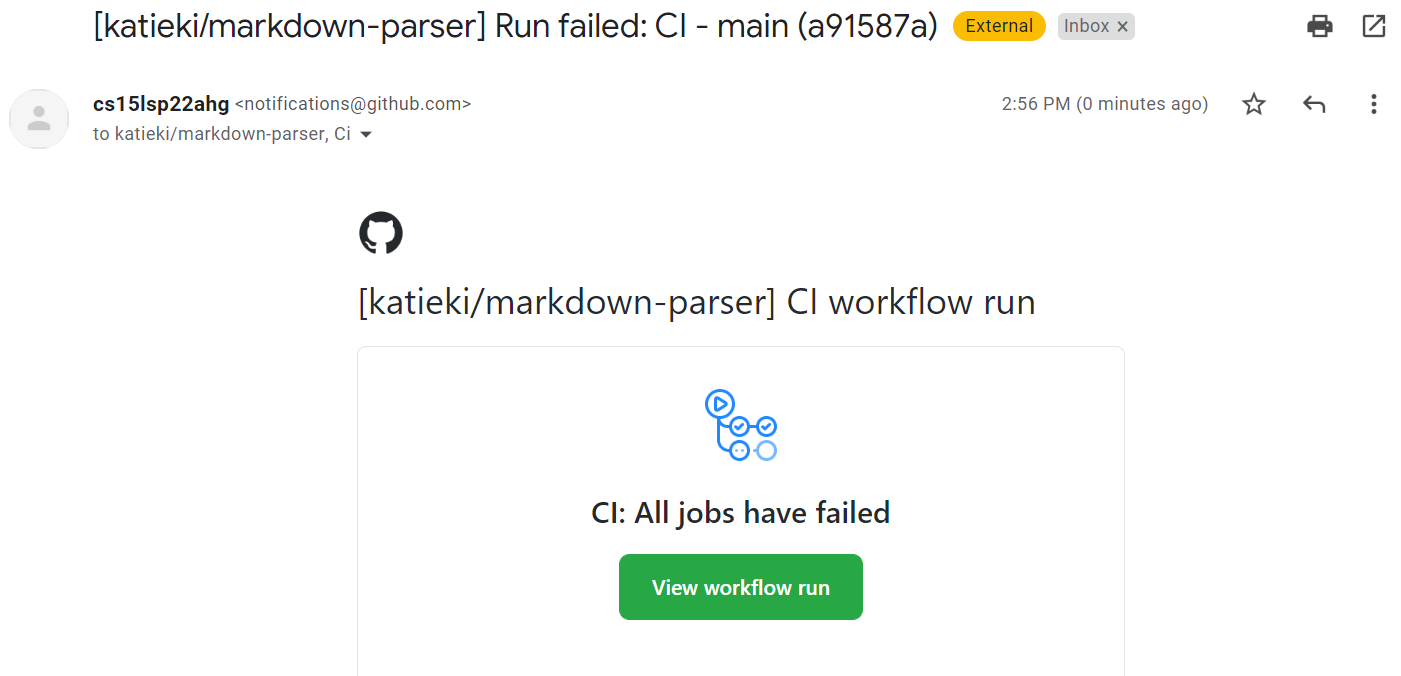 [katieki/markdown-parser] Run failed: CI - main (a91587a) External Inbox ×
cs15lsp22ahg <notifications@github.com> 2:56 PM (0 minutes ago)
to katieki/markdown-parser, Ci
[katieki/markdown-parser] CI workflow run
CI: All jobs have failed
View workflow run